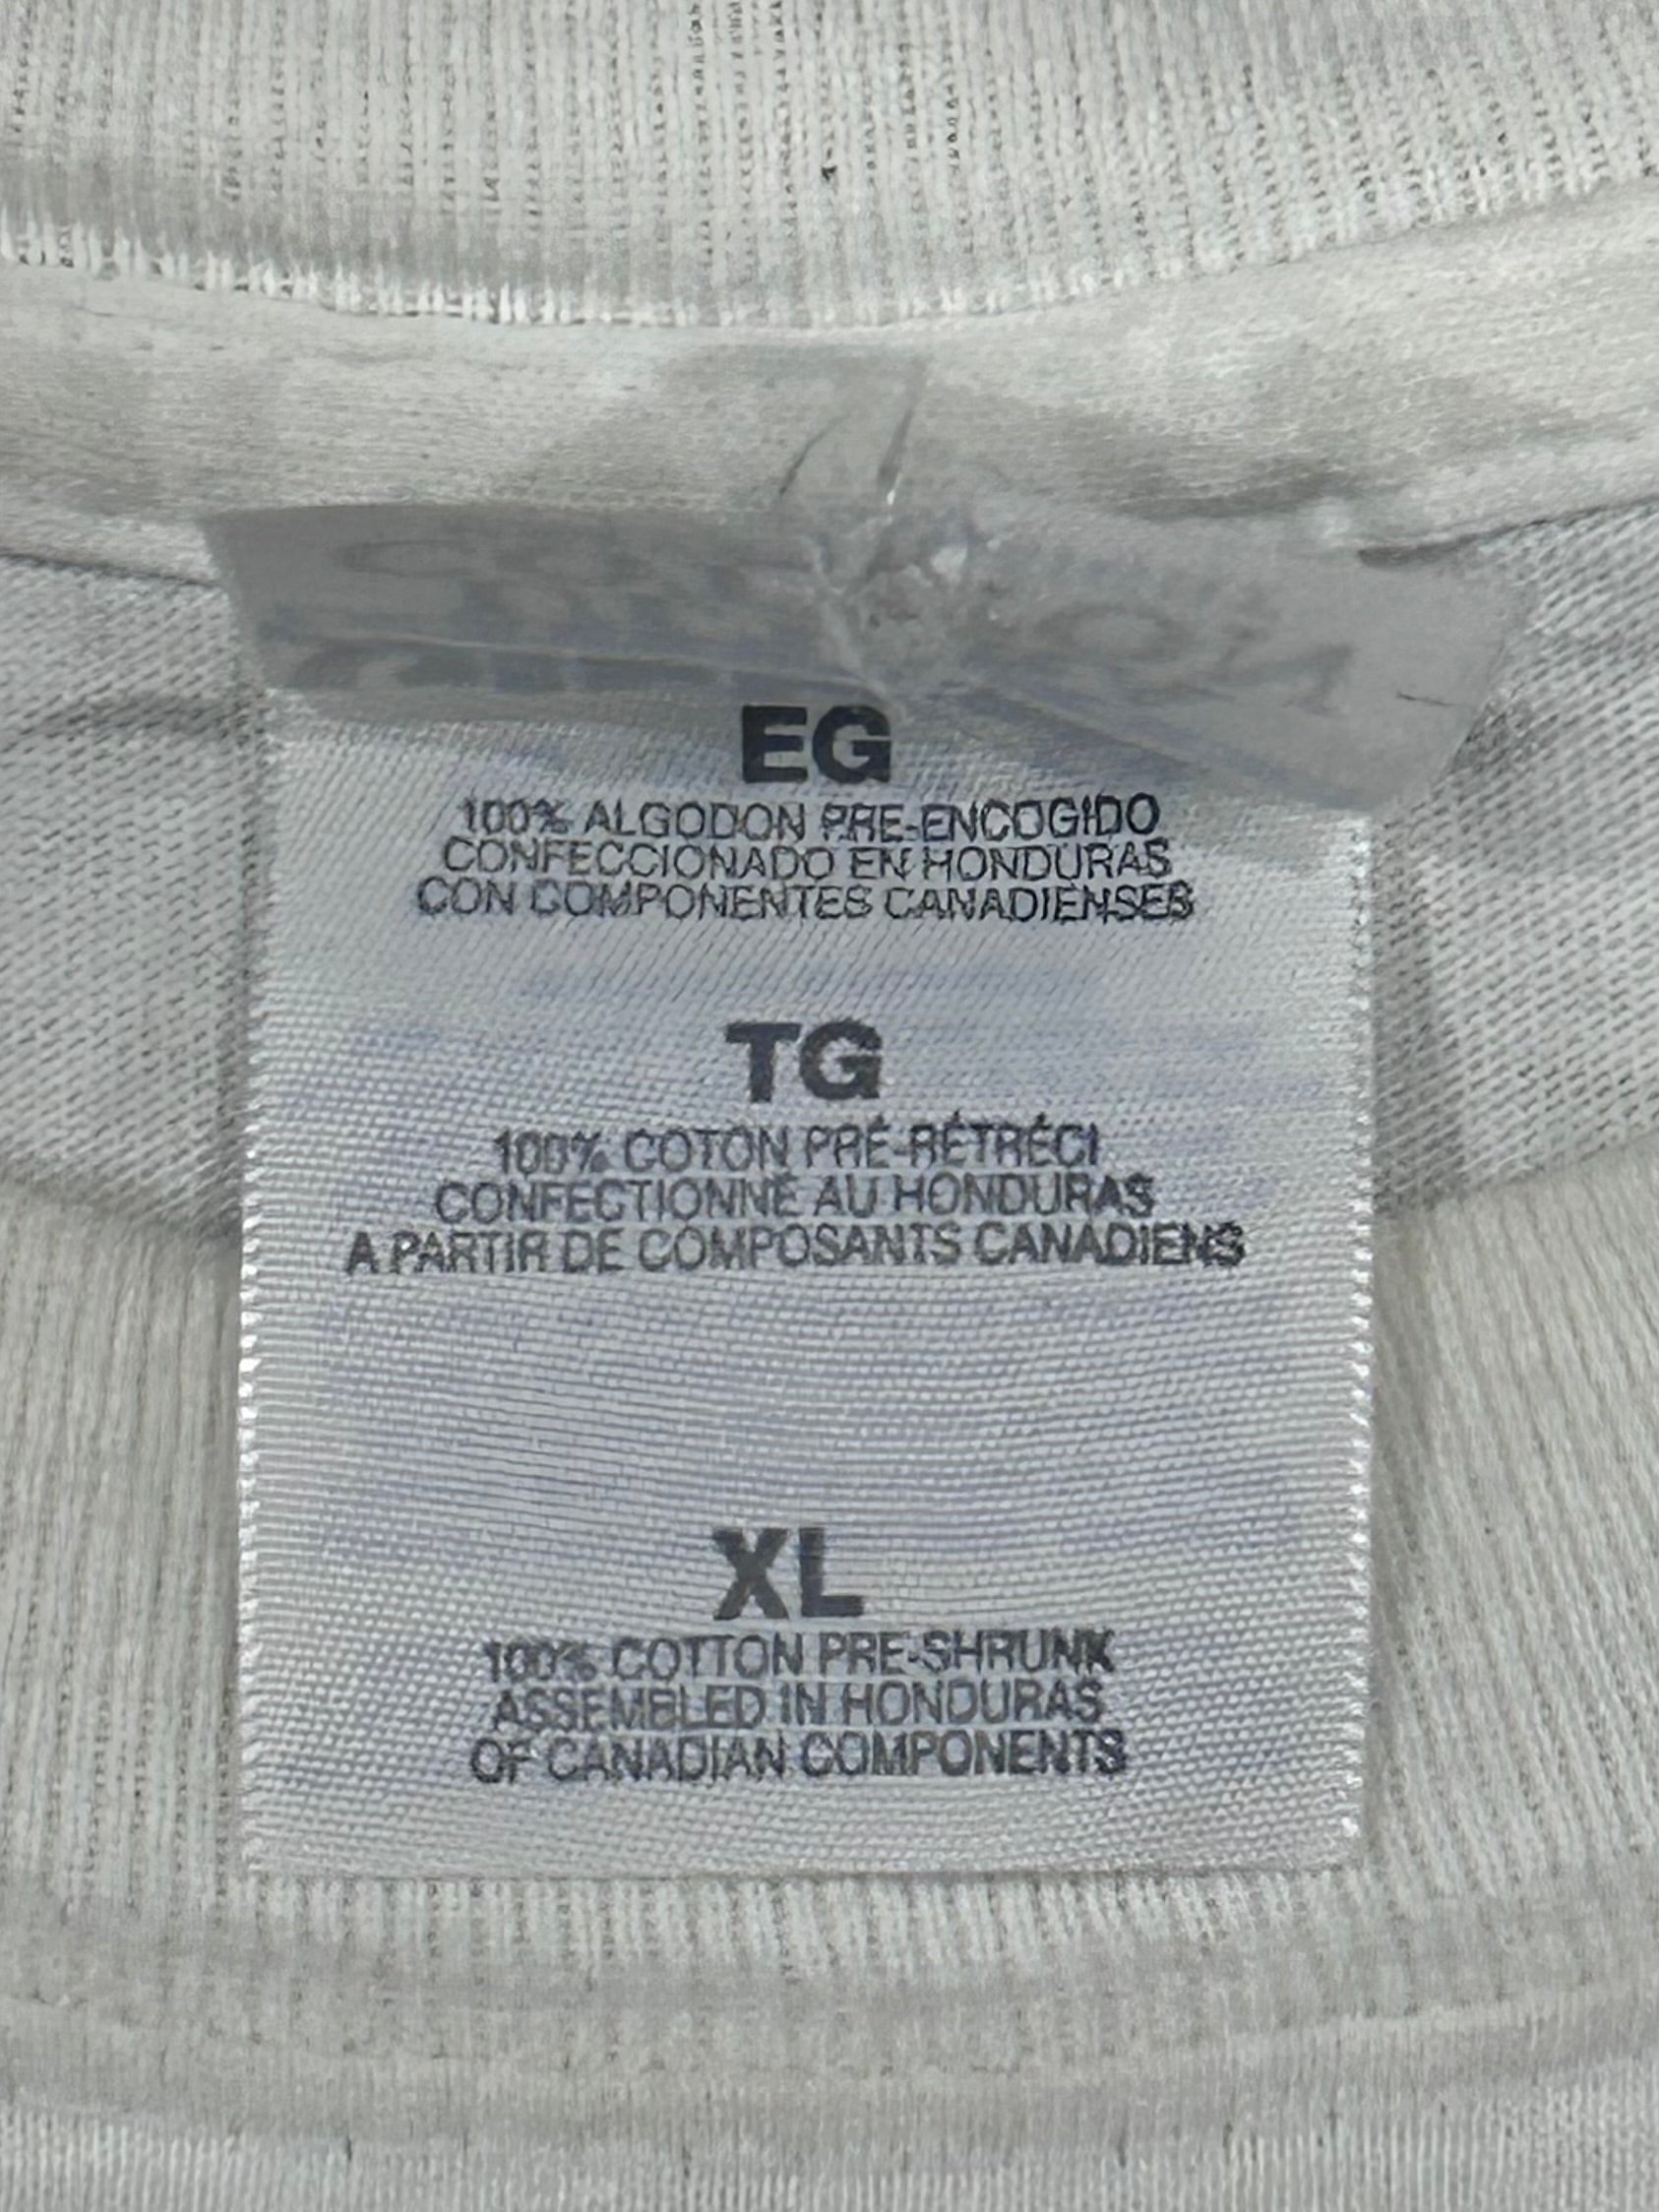 EG
100% ALGODON PRE-ENCOGIDO
CONFECCIONADO EN HONDURAS
CON COMPONENTES CANADIENSES
TG
100% COTON PRÉ-RÉTRÉCI
CONFECTIONNÉ AU HONDURAS
A PARTIR DE COMPOSANTS CANADIENS
XL
100% COTTON PRE-SHRUNK
ASSEMBLED IN HONDURAS
OF CANADIAN COMPONENTS